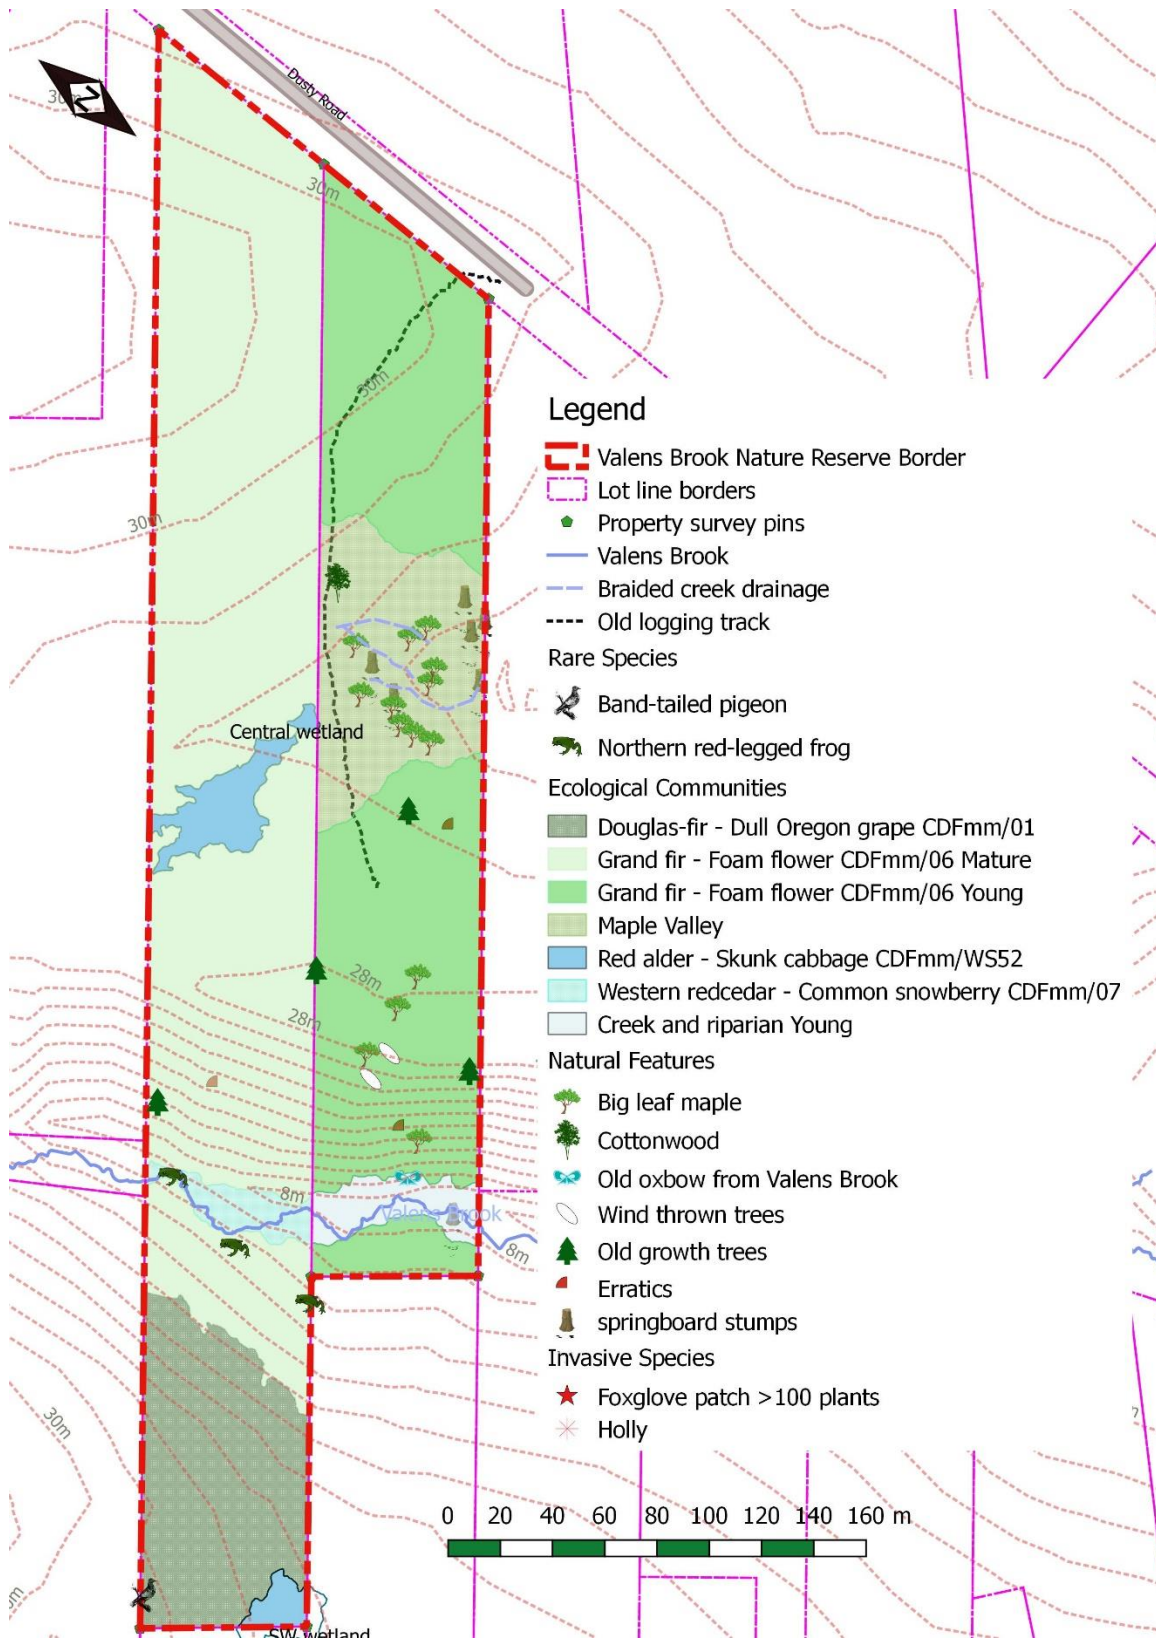 Dusty Road
N
30m
30m
30m
30m
Central wetland
28m
28m
8m
Valens Brook
8m
30m
SW wetland
Legend
Valens Brook Nature Reserve Border
Lot line borders
Property survey pins
Valens Brook
Braided creek drainage
Old logging track
Rare Species
Band-tailed pigeon
Northern red-legged frog
Ecological Communities
Douglas-fir - Dull Oregon grape CDFmm/01
Grand fir - Foam flower CDFmm/06 Mature
Grand fir - Foam flower CDFmm/06 Young
Maple Valley
Red alder - Skunk cabbage CDFmm/WS52
Western redcedar - Common snowberry CDFmm/07
Creek and riparian Young
Natural Features
Big leaf maple
Cottonwood
Old oxbow from Valens Brook
Wind thrown trees
Old growth trees
Erratics
springboard stumps
Invasive Species
Foxglove patch >100 plants
Holly
0 20 40 60 80 100 120 140 160 m